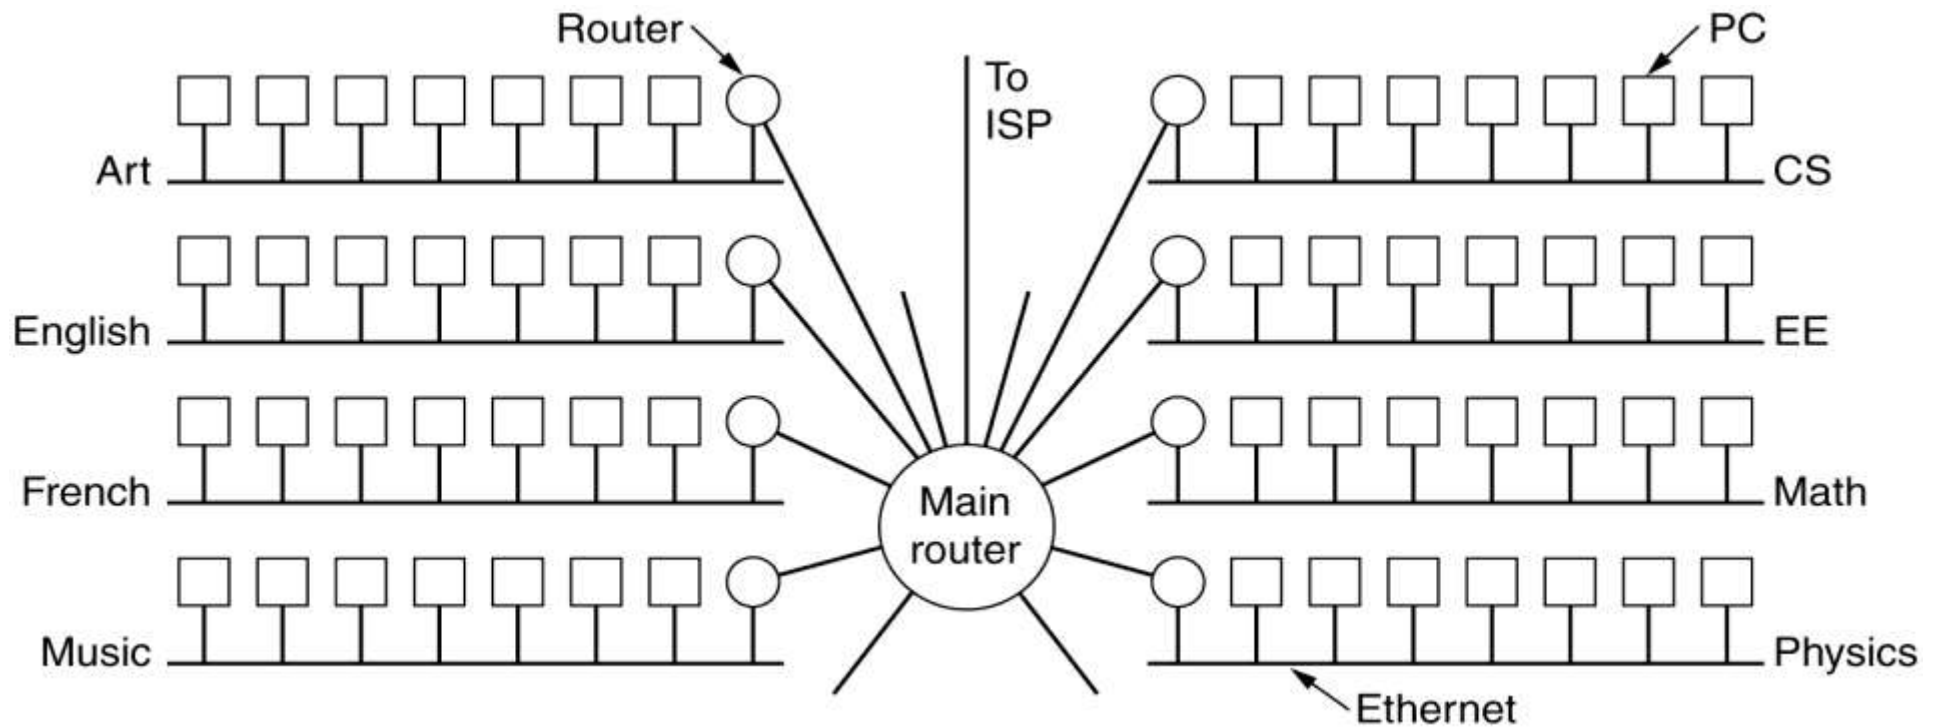 Router
To
ISP
PC
Art
CS
English
EE
French
Main
router
Math
Music
Physics
Ethernet